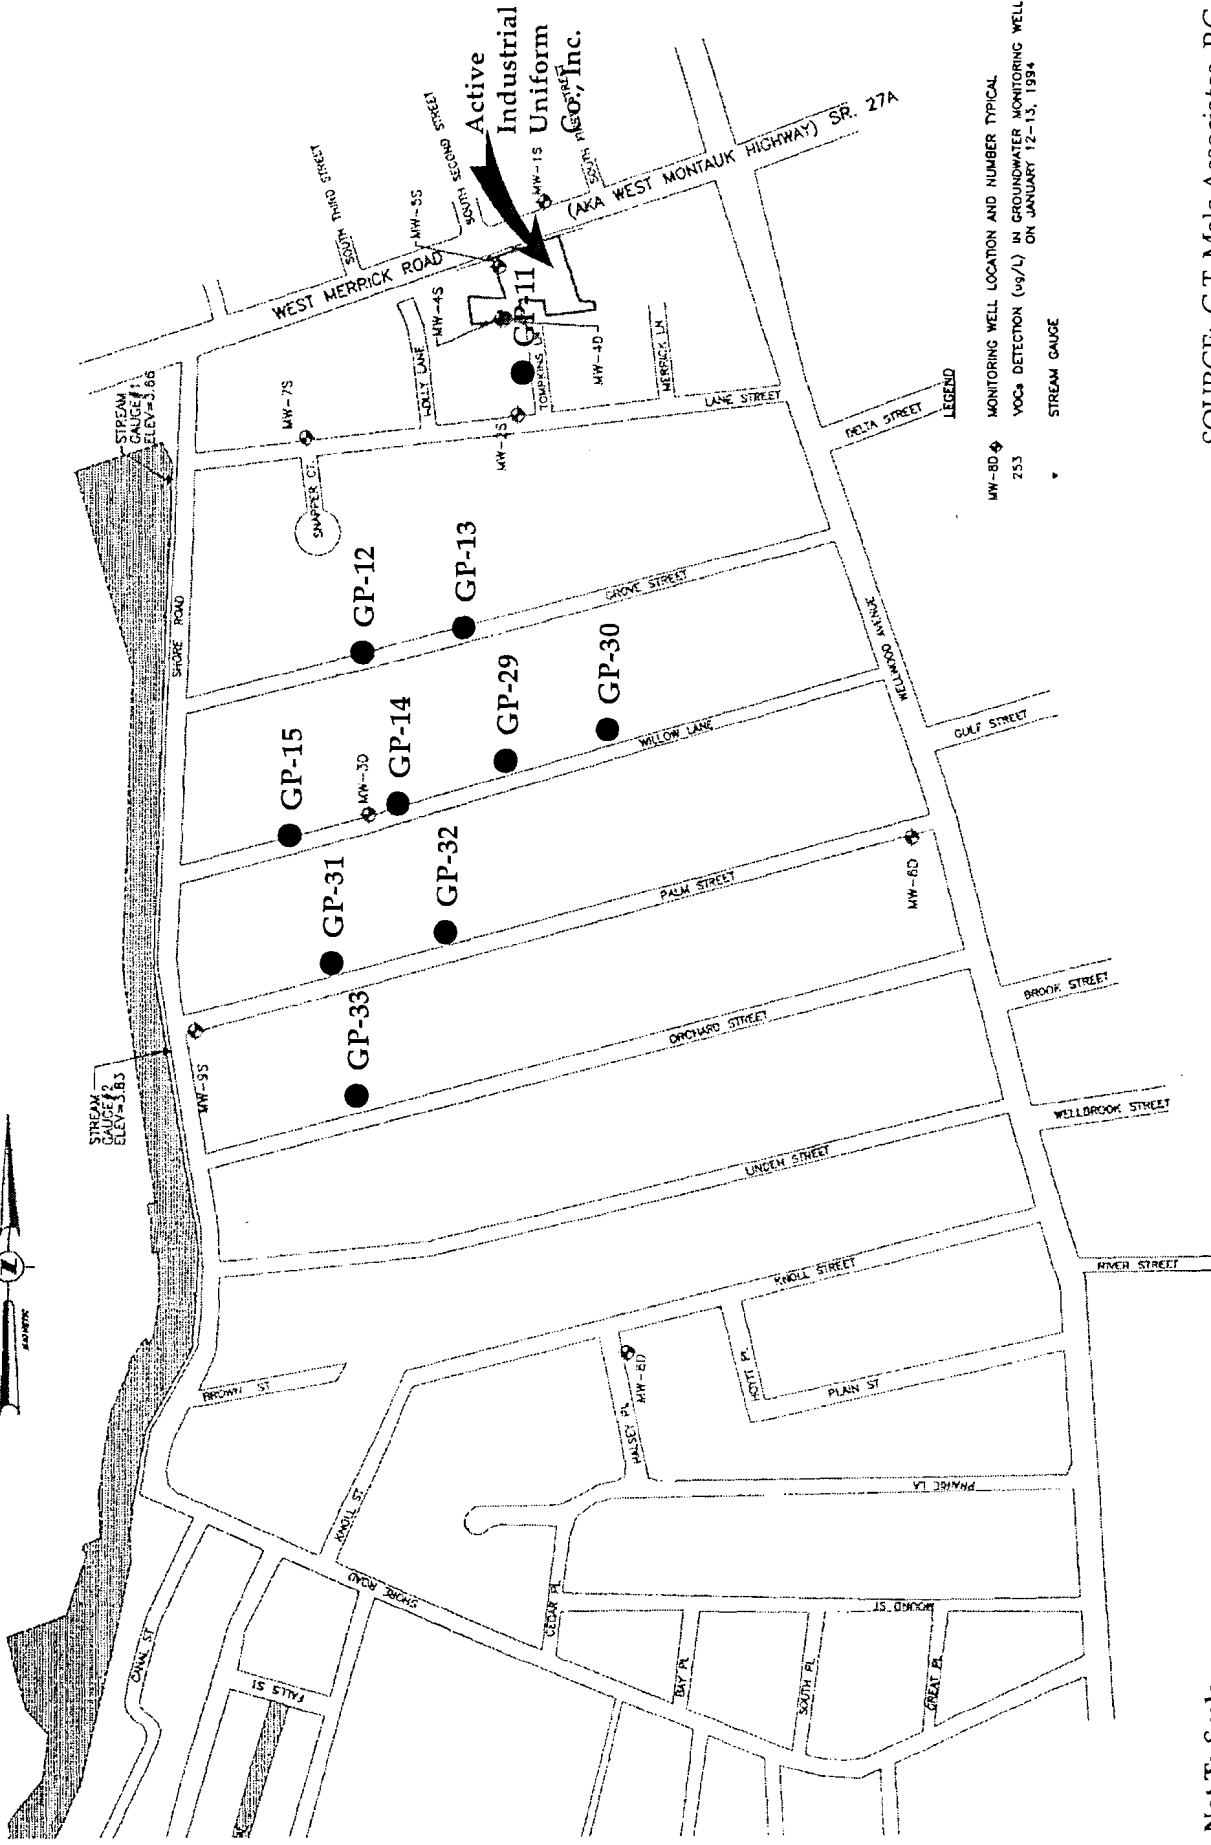 STREAM
GAUGE#2
ELEV=3.83
STREAM
GAUGE#1
ELEV=3.66
SHORE ROAD
MW-9S
MW-7S
SNAPPER CT
WEST MERRICK ROAD
(AKA WEST MONTAUK HIGHWAY) SR. 27A
SOUTH THIRD STREET
SOUTH SECOND STREET
Active
Industrial
Uniform
Co., Inc.
MW-5S
MW-4S
MW-1S
HOLLY LANE
GP-11
TOMPKINS LN
MW-4D
MW-2S
MERRICK LN
LANE STREET
DELTA STREET
GP-12
GP-13
GROVE STREET
GP-15
MW-3D
GP-14
GP-29
GP-30
WILLOW LANE
WELLWOOD AVENUE
GULF STREET
GP-31
GP-32
PALM STREET
MW-6D
GP-33
ORCHARD STREET
BROOK STREET
LINDEN STREET
WELLBROOK STREET
KNOLL STREET
RIVER STREET
BROWN ST
HALSEY PL
MW-8D
HOYT PL
PLAIN ST
KNOLL ST
PRAIRIE LA
SHORE ROAD
CEDAR PL
MOUND ST
CANAL ST
FALLS ST
BAY PL
SOUTH PL
GREAT PL
LEGEND
MW-8D MONITORING WELL LOCATION AND NUMBER TYPICAL
253 VOCs DETECTION (ug/L) IN GROUNDWATER MONITORING WELL
ON JANUARY 12-13, 1994
STREAM GAUGE